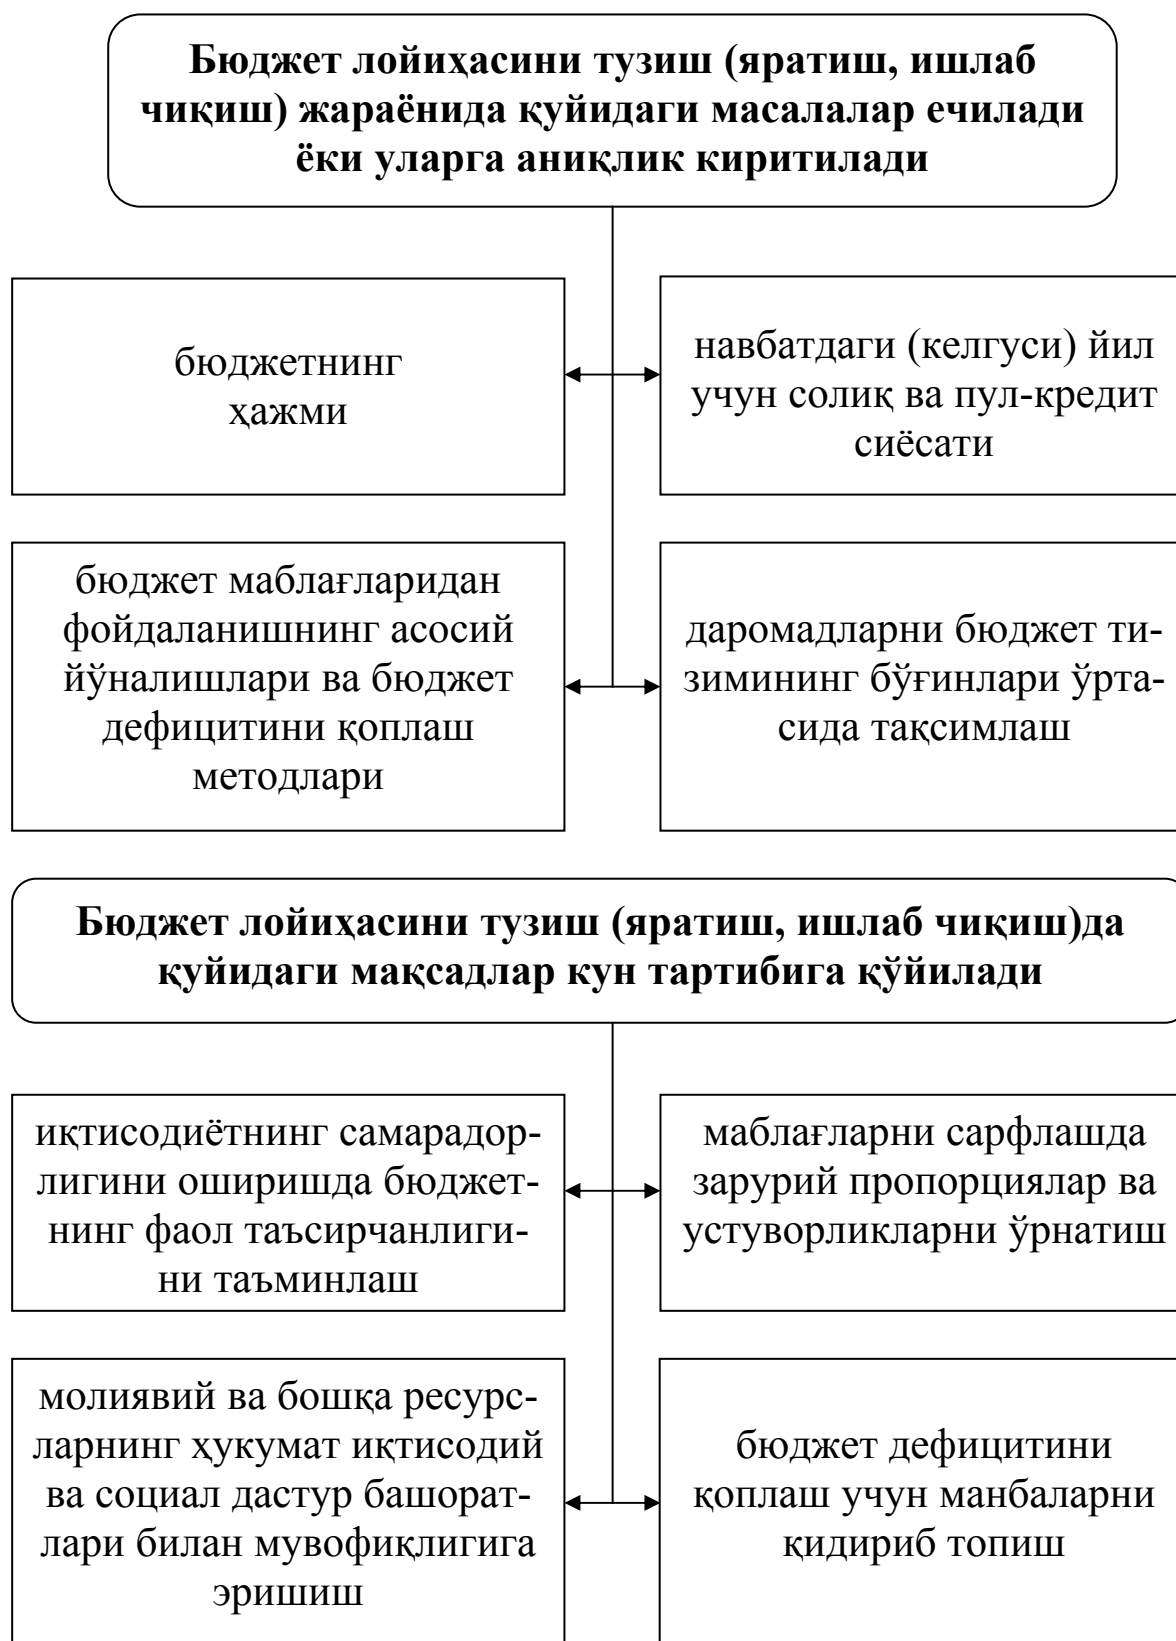 Бюджет лойиҳасини тузиш (яратиш, ишлаб
чиқиш) жараёнида қуйидаги масалалар ечилади
ёки уларга аниқлик киритилади
бюджетнинг
ҳажми
навбатдаги (келгуси) йил
учун солиқ ва пул-кредит
сиёсати
бюджет маблағларидан
фойдаланишнинг асосий
йўналишлари ва бюджет
дефицитини қоплаш
методлари
даромадларни бюджет ти-
зимининг бўғинлари ўрта-
сида тақсимлаш
Бюджет лойиҳасини тузиш (яратиш, ишлаб чиқиш)да
қуйидаги мақсадлар кун тартибига қўйилади
иқтисодиётнинг самарадор-
лигини оширишда бюджет-
нинг фаол таъсирчанлиги-
ни таъминлаш
маблағларни сарфлашда
зарурий пропорциялар ва
устуворликларни ўрнатиш
молиявий ва бошқа ресурс-
ларнинг ҳукумат иқтисодий
ва социал дастур башорат-
лари билан мувофиқлигига
эришиш
бюджет дефицитини
қоплаш учун манбаларни
қидириб топиш